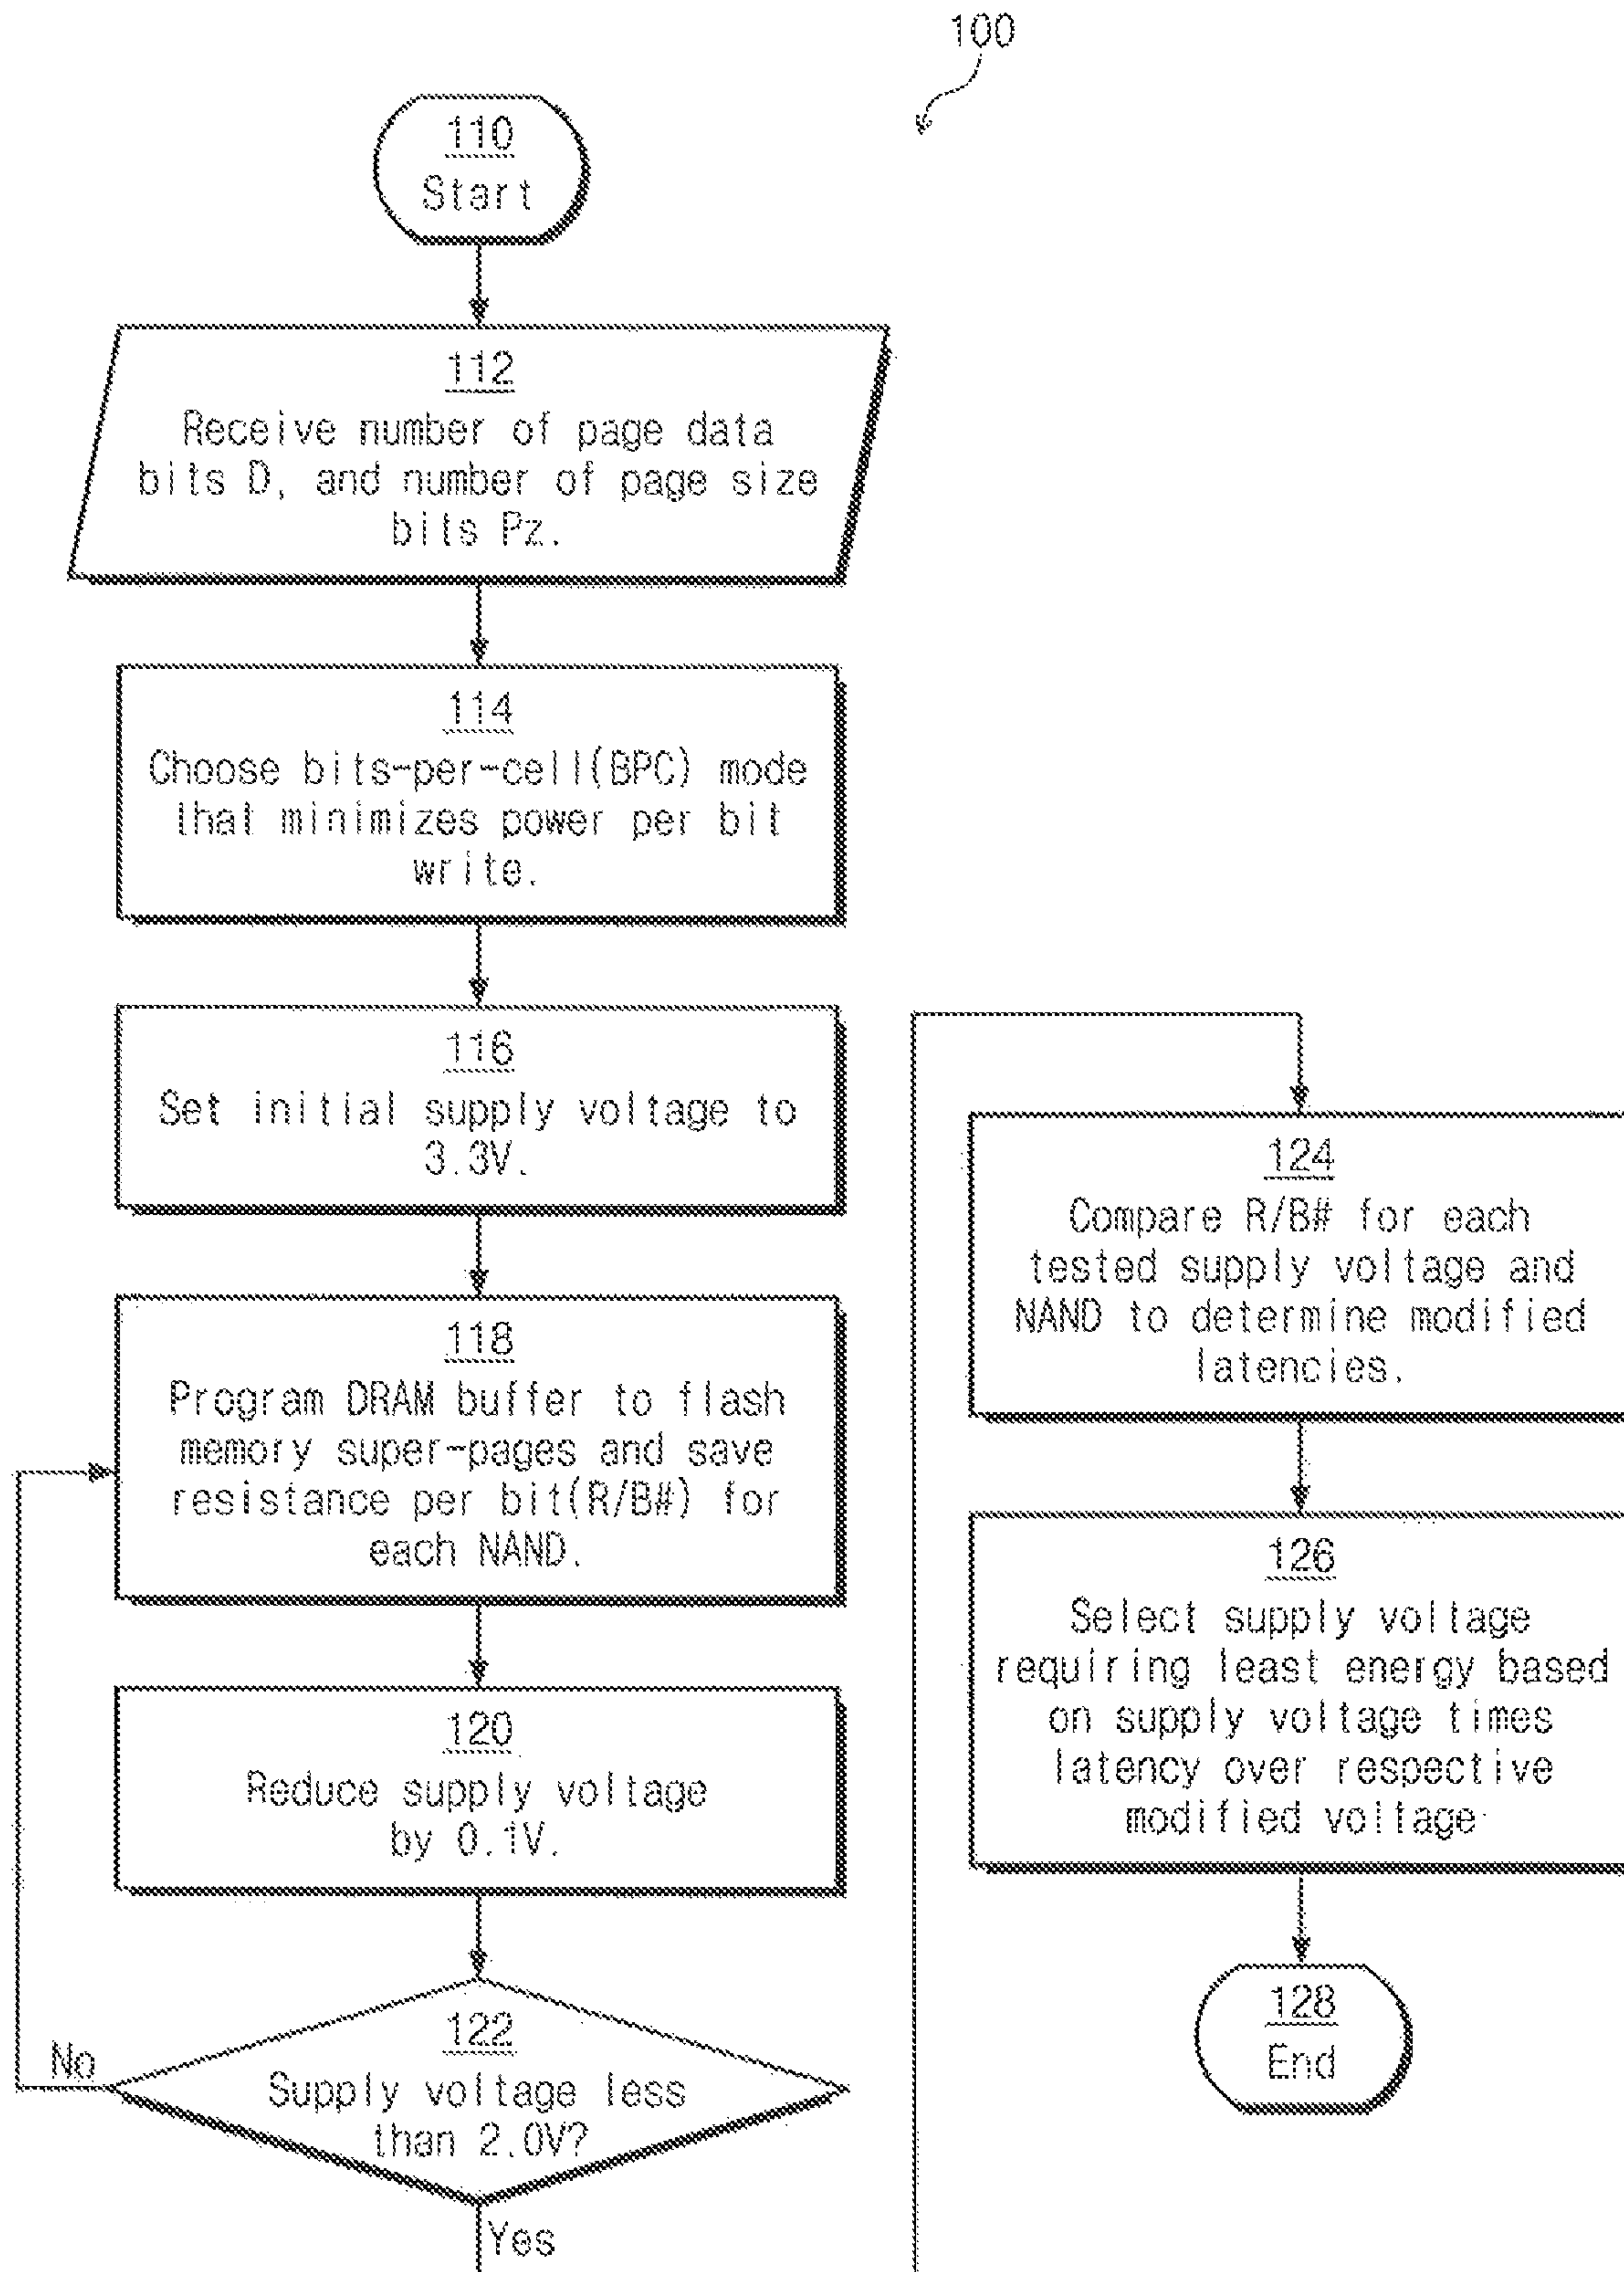 100
110
Start
112
Receive number of page data
bits D, and number of page size
bits Pz.
114
Choose bits-per-cell(BPC) mode
that minimizes power per bit
write.
116
Set initial supply voltage to
3.3V.
118
Program DRAM buffer to flash
memory super-pages and save
resistance per bit(R/B#) for
each NAND.
120
Reduce supply voltage
by 0.1V.
122
Supply voltage less
than 2.0V?
No
Yes
124
Compare R/B# for each
tested supply voltage and
NAND to determine modified
latencies.
126
Select supply voltage
requiring least energy based
on supply voltage times
latency over respective
modified voltage
128
End